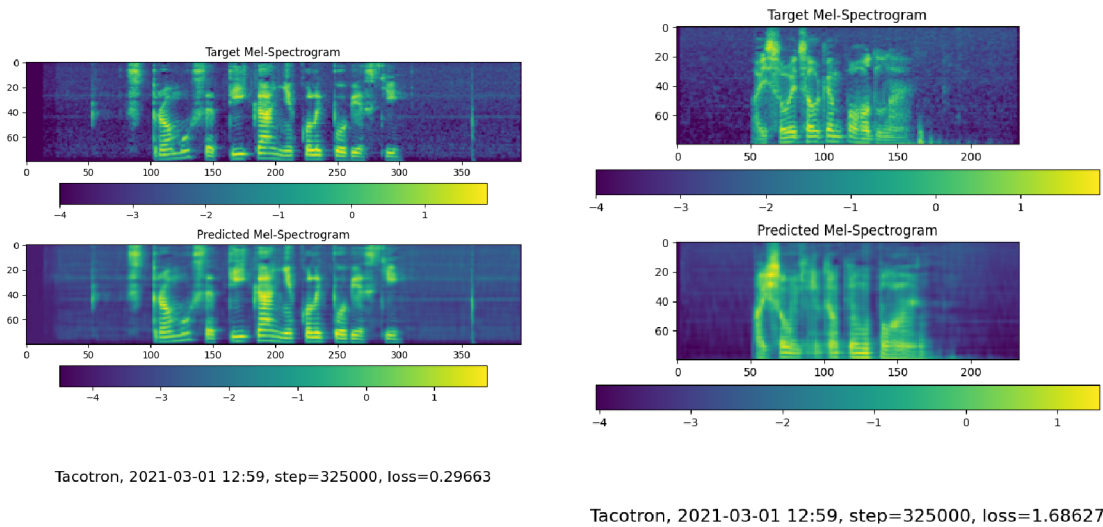 Target Mel-Spectrogram
0
20
40
60
0 50 100 150 200 250 300 350
−4 −3 −2 −1 0 1
Predicted Mel-Spectrogram
0
20
40
60
0 50 100 150 200 250 300 350
−4 −3 −2 −1 0 1
Tacotron, 2021-03-01 12:59, step=325000, loss=0.29663
Target Mel-Spectrogram
0
20
40
60
0 50 100 150 200
−4 −3 −2 −1 0 1
Predicted Mel-Spectrogram
0
20
40
60
80
0 50 100 150 200
−4 −3 −2 −1 0 1
Tacotron, 2021-03-01 12:59, step=325000, loss=1.68627